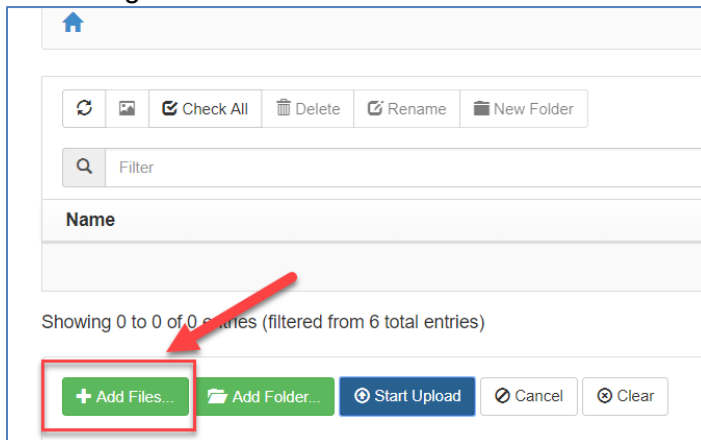 Check All Delete Rename New Folder
Filter
Name
Showing 0 to 0 of 0 entries (filtered from 6 total entries)
Add Files... Add Folder... Start Upload Cancel Clear